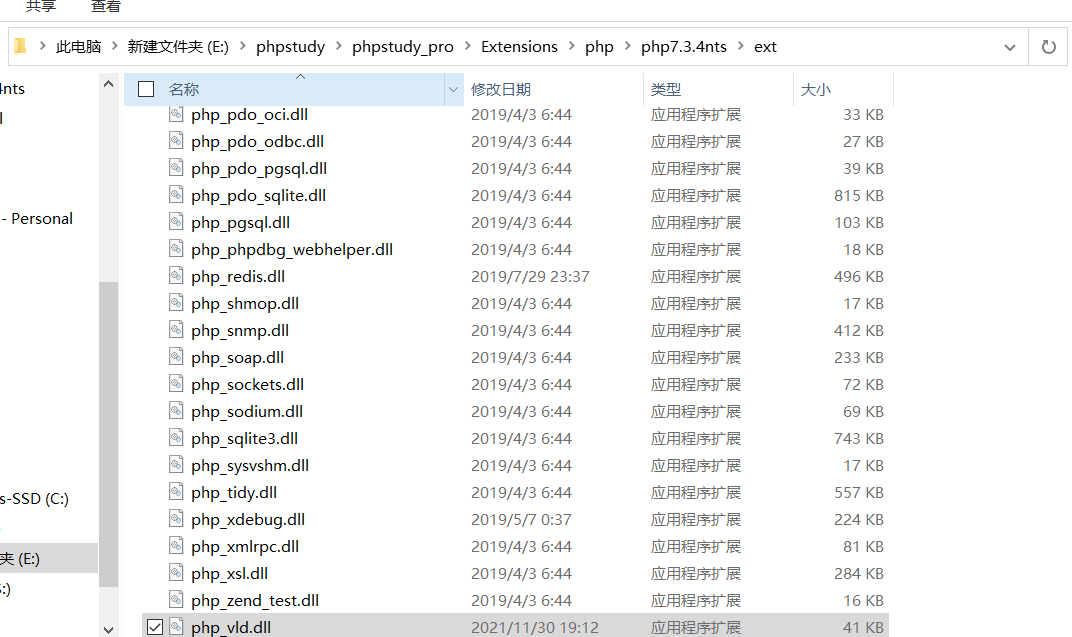 共享 查看
此电脑 > 新建文件夹 (E:) > phpstudy > phpstudy_pro > Extensions > php > php7.3.4nts > ext
4nts
- Personal
s-SSD (C:)
夹 (E:)
:)
名称 修改日期 类型 大小
php_pdo_oci.dll 2019/4/3 6:44 应用程序扩展 33 KB
php_pdo_odbc.dll 2019/4/3 6:44 应用程序扩展 27 KB
php_pdo_pgsql.dll 2019/4/3 6:44 应用程序扩展 39 KB
php_pdo_sqlite.dll 2019/4/3 6:44 应用程序扩展 815 KB
php_pgsql.dll 2019/4/3 6:44 应用程序扩展 103 KB
php_phpdbg_webhelper.dll 2019/4/3 6:44 应用程序扩展 18 KB
php_redis.dll 2019/7/29 23:37 应用程序扩展 496 KB
php_shmop.dll 2019/4/3 6:44 应用程序扩展 17 KB
php_snmp.dll 2019/4/3 6:44 应用程序扩展 412 KB
php_soap.dll 2019/4/3 6:44 应用程序扩展 233 KB
php_sockets.dll 2019/4/3 6:44 应用程序扩展 72 KB
php_sodium.dll 2019/4/3 6:44 应用程序扩展 69 KB
php_sqlite3.dll 2019/4/3 6:44 应用程序扩展 743 KB
php_sysvshm.dll 2019/4/3 6:44 应用程序扩展 17 KB
php_tidy.dll 2019/4/3 6:44 应用程序扩展 557 KB
php_xdebug.dll 2019/5/7 0:37 应用程序扩展 224 KB
php_xmlrpc.dll 2019/4/3 6:44 应用程序扩展 81 KB
php_xsl.dll 2019/4/3 6:44 应用程序扩展 284 KB
php_zend_test.dll 2019/4/3 6:44 应用程序扩展 16 KB
php_vld.dll 2021/11/30 19:12 应用程序扩展 41 KB